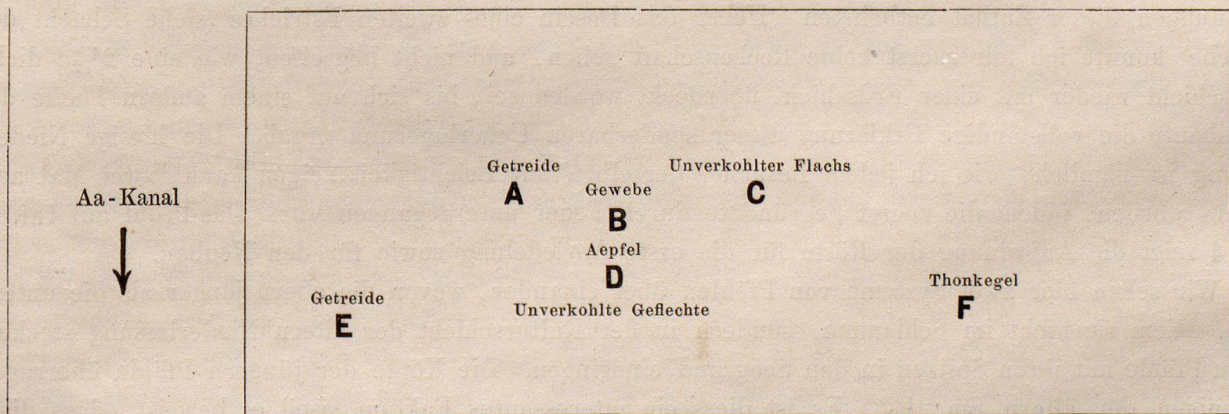 Getreide
A
Unverkohlter Flachs
C
Aa-Kanal
Gewebe
B
Aepfel
D
Unverkohlte Geflechte
Getreide
E
Thonkegel
F